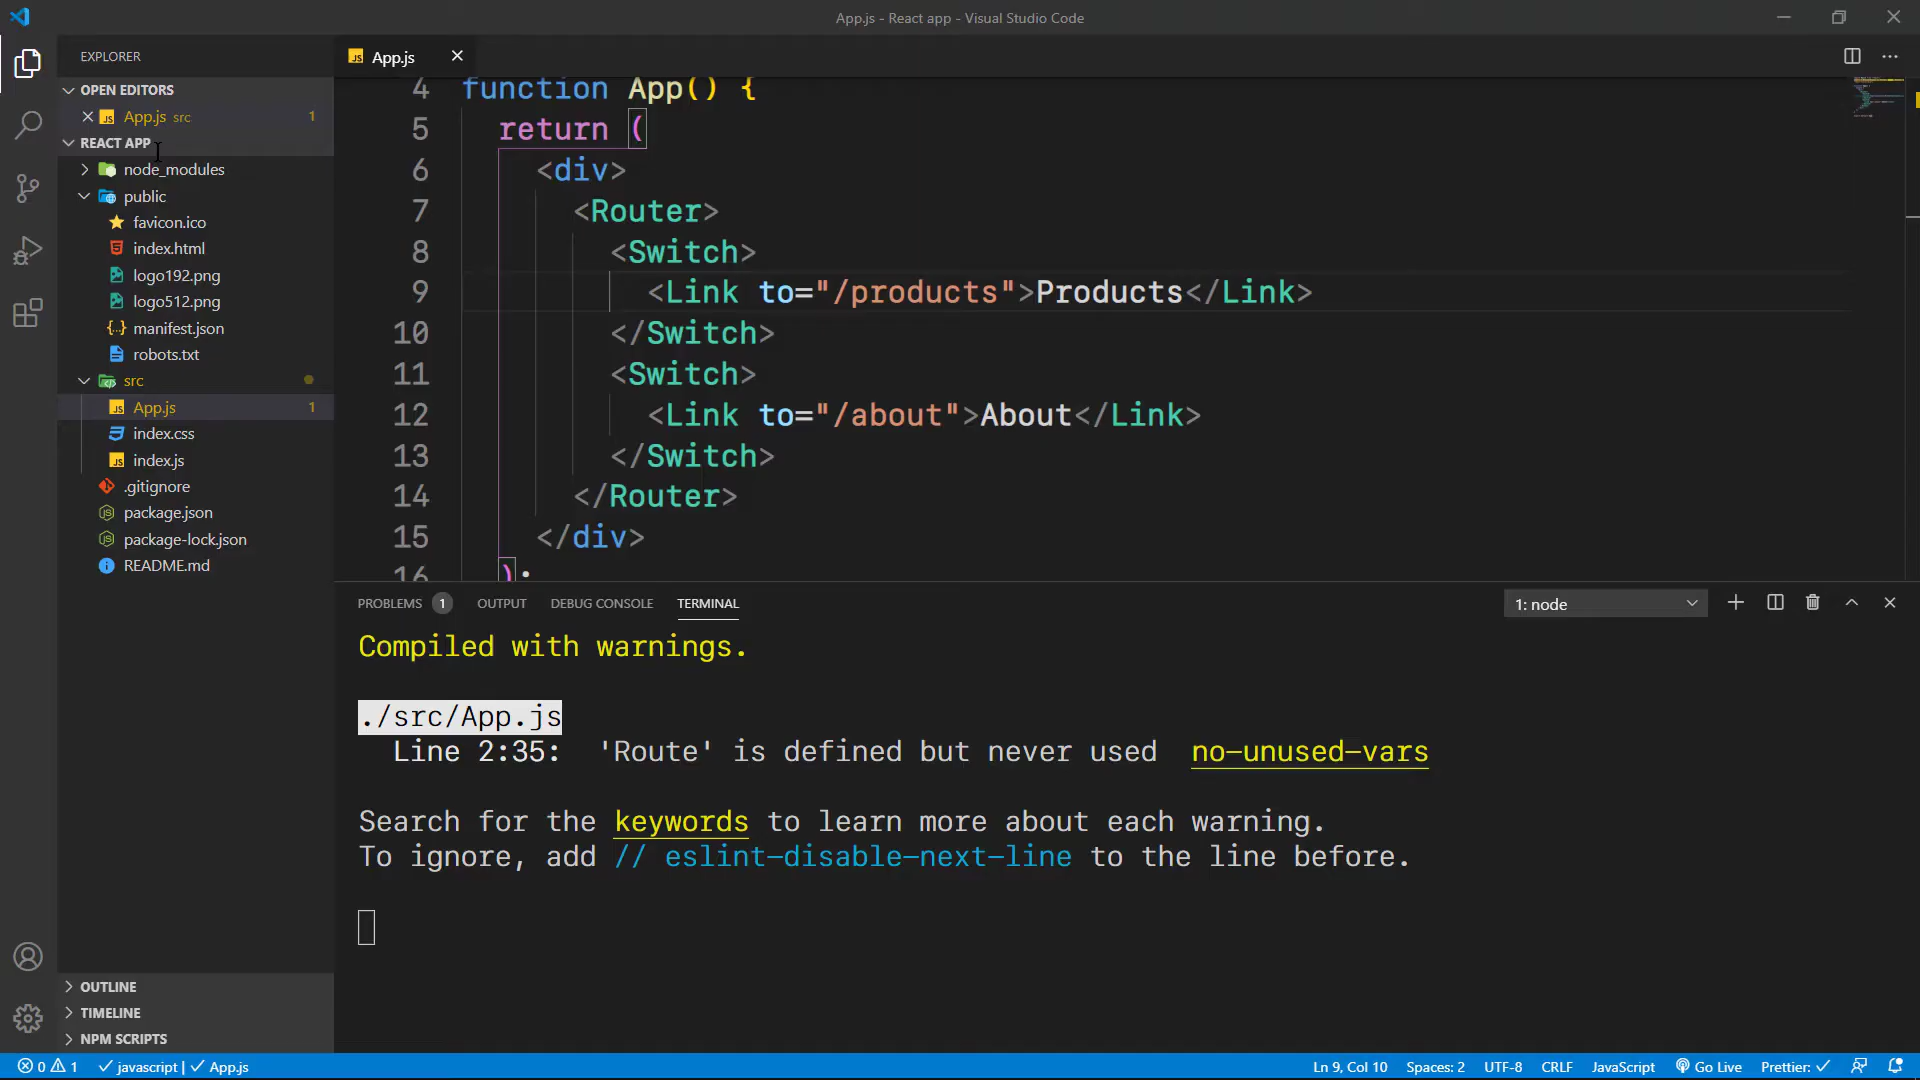 App.js - React app - Visual Studio Code
EXPLORER
OPEN EDITORS
App.js src 1
REACT APP
node_modules
public
favicon.ico
index.html
logo192.png
logo512.png
manifest.json
robots.txt
src
App.js 1
index.css
index.js
.gitignore
package.json
package-lock.json
README.md
OUTLINE
TIMELINE
NPM SCRIPTS
App.js
4 function App() {
5 return (
6 <div>
7 <Router>
8 <Switch>
9 <Link to="/products">Products</Link>
10 </Switch>
11 <Switch>
12 <Link to="/about">About</Link>
13 </Switch>
14 </Router>
15 </div>
16 );
PROBLEMS 1 OUTPUT DEBUG CONSOLE TERMINAL 1: node
Compiled with warnings.
./src/App.js
Line 2:35: 'Route' is defined but never used no-unused-vars
Search for the keywords to learn more about each warning.
To ignore, add // eslint-disable-next-line to the line before.
0 1 javascript | App.js Ln 9, Col 10 Spaces: 2 UTF-8 CRLF JavaScript Go Live Prettier: ✓